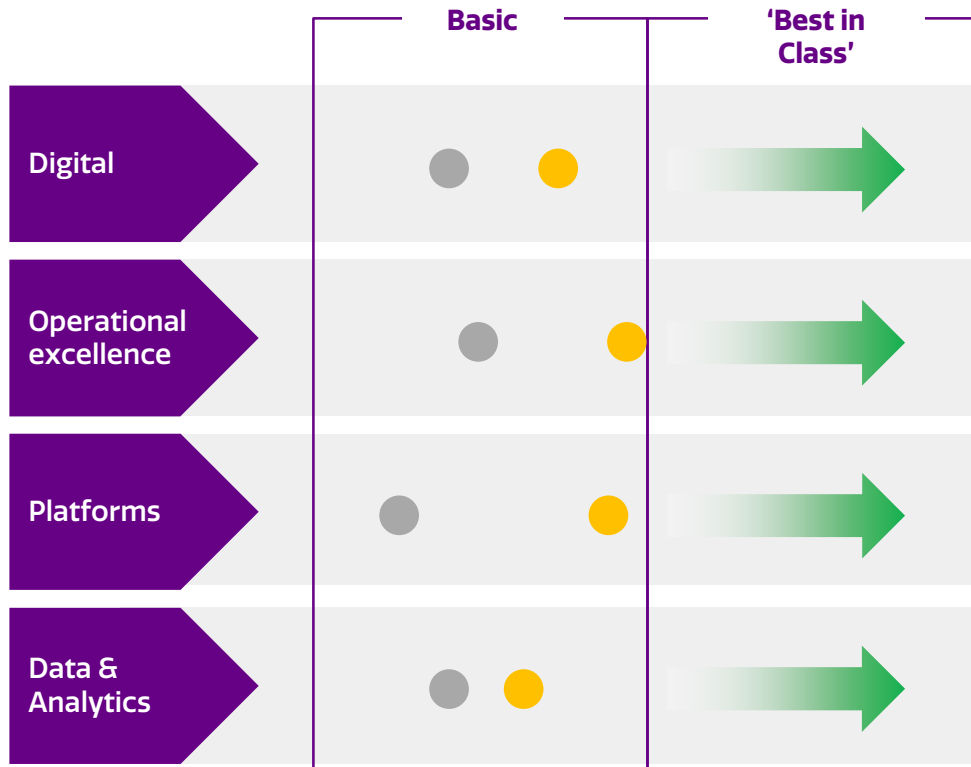 Basic
‘Best in
Class’
Digital
Operational
excellence
Platforms
Data &
Analytics